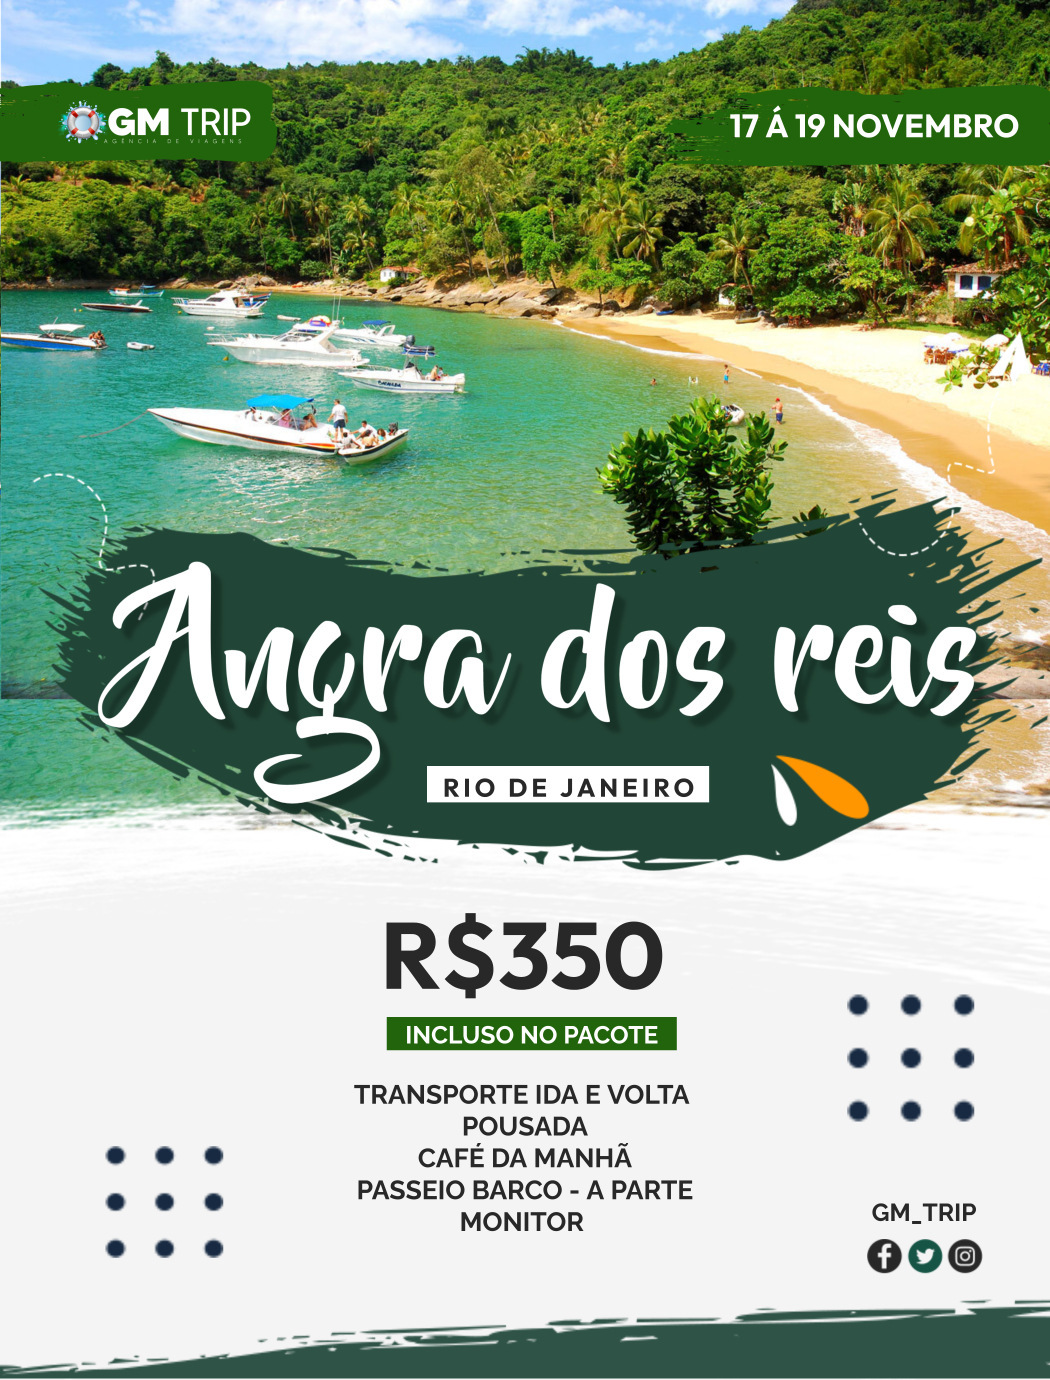 GM TRIP
AGÊNCIA DE VIAGENS
17 Á 19 NOVEMBRO
Angra dos reis
RIO DE JANEIRO
R$350
INCLUSO NO PACOTE
TRANSPORTE IDA E VOLTA
POUSADA
CAFÉ DA MANHÃ
PASSEIO BARCO - A PARTE
MONITOR
GM_TRIP